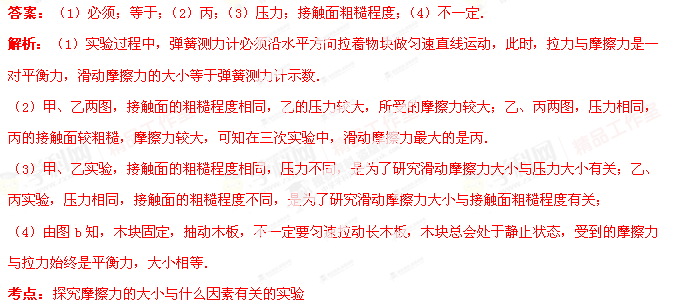 答案：（1）必须；等于；（2）丙；（3）压力；接触面粗糙程度；（4）不一定．
解析：（1）实验过程中，弹簧测力计必须沿水平方向拉着物块做匀速直线运动，此时，拉力与摩擦力是一
对平衡力，滑动摩擦力的大小等于弹簧测力计示数．
（2）甲、乙两图，接触面的粗糙程度相同，乙的压力较大，所受的摩擦力较大；乙、丙两图，压力相同，
丙的接触面较粗糙，摩擦力较大，可知在三次实验中，滑动摩擦力最大的是丙．
（3）甲、乙实验，接触面的粗糙程度相同，压力不同，是为了研究滑动摩擦力大小与压力大小有关；乙、
丙实验，压力相同，接触面的粗糙程度不同，是为了研究滑动摩擦力大小与接触面粗糙程度有关；
（4）由图 b 知，木块固定，抽动木板，不一定要匀速拉动长木板，木块总会处于静止状态，受到的摩擦力
与拉力始终是平衡力，大小相等．
考点：探究摩擦力的大小与什么因素有关的实验